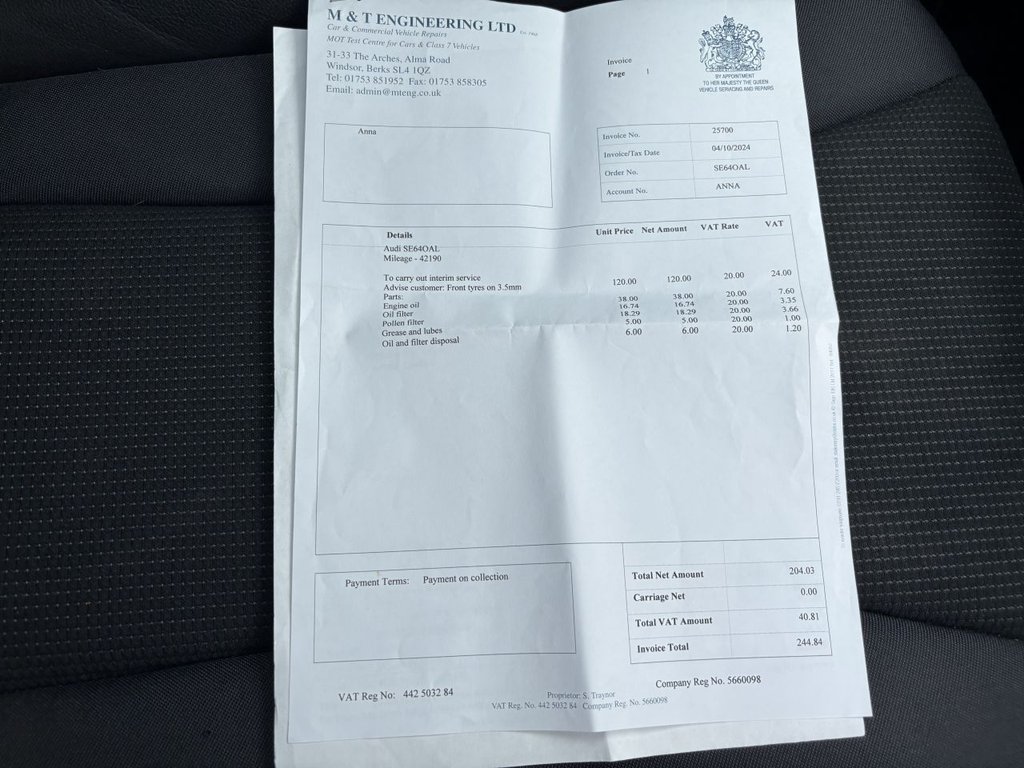 M & T ENGINEERING LTD
Car & Commercial Vehicle Repairs
MOT Test Centre for Cars & Class 7 Vehicles
31-33 The Arches, Alma Road
Windsor, Berks SL4 1QZ
Tel: 01753 851952 Fax: 01753 858305
Email: admin@mteng.co.uk
Invoice
Page 1
BY APPOINTMENT
TO HER MAJESTY THE QUEEN
VEHICLE SERVICING AND REPAIRS
Anna
Invoice No. 25700
Invoice/Tax Date 04/10/2024
Order No. SE64OAL
Account No. ANNA
Details Unit Price Net Amount VAT Rate VAT
Audi SE64OAL
Mileage - 42190
To carry out interim service 120.00 120.00 20.00 24.00
Advise customer: Front tyres on 3.5mm
Parts:
Engine oil 38.00 38.00 20.00 7.60
Oil filter 16.74 16.74 20.00 3.35
Pollen filter 18.29 18.29 20.00 3.66
Grease and lubes 5.00 5.00 20.00 1.00
Oil and filter disposal 6.00 6.00 20.00 1.20
Payment Terms: Payment on collection
Total Net Amount 204.03
Carriage Net 0.00
Total VAT Amount 40.81
Invoice Total 244.84
VAT Reg No: 442 5032 84
Company Reg No. 5660098
Proprietor: S. Traynor
VAT Reg. No. 442 5032 84 Company Reg. No. 5660098